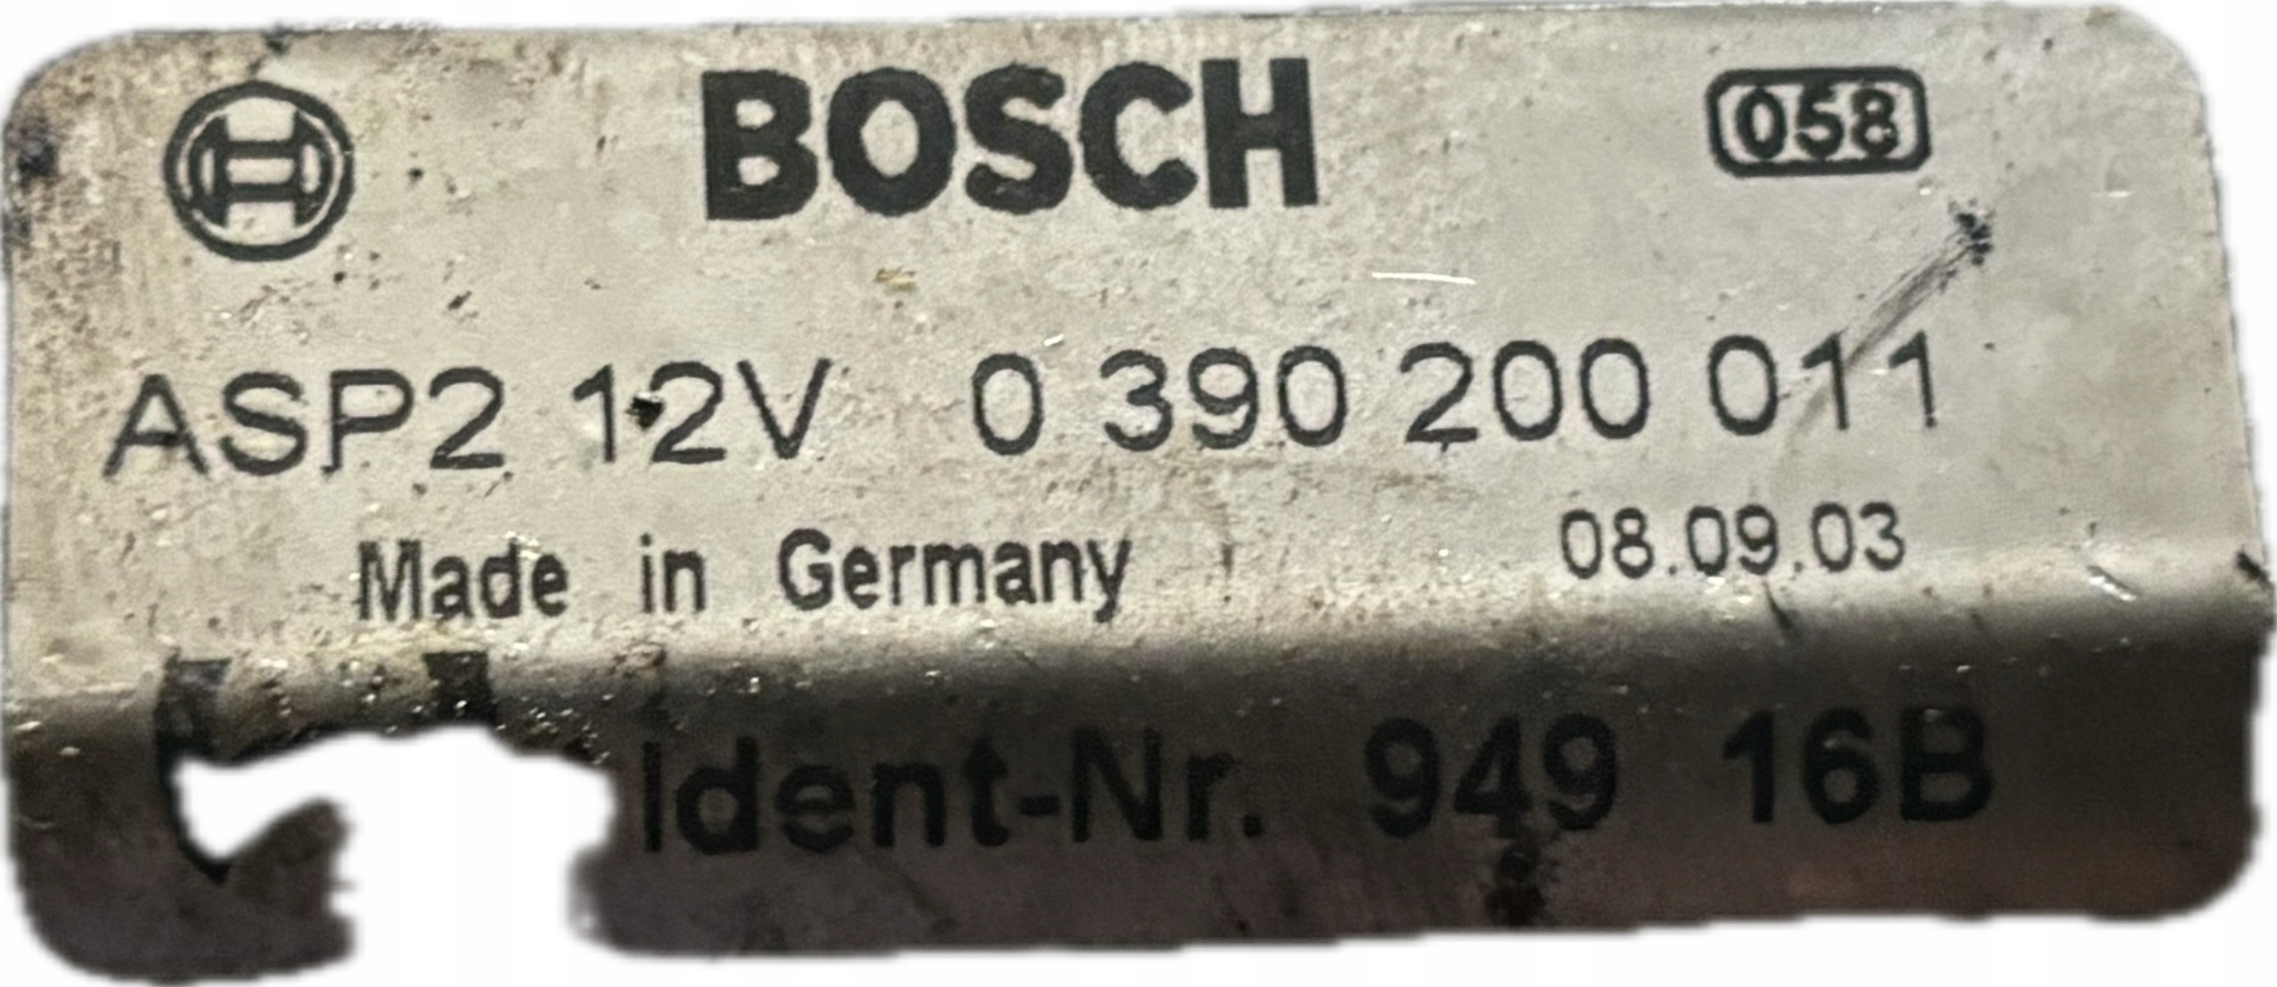 BOSCH 058
ASP2 12V 0 390 200 011
Made in Germany 08.09.03
Ident-Nr. 949 16B